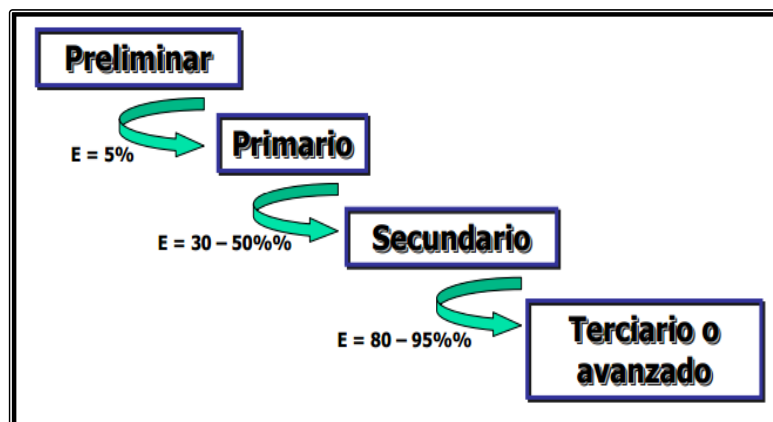 Preliminar
E = 5%
Primario
E = 30 – 50%%
Secundario
E = 80 – 95%%
Terciario o
avanzado